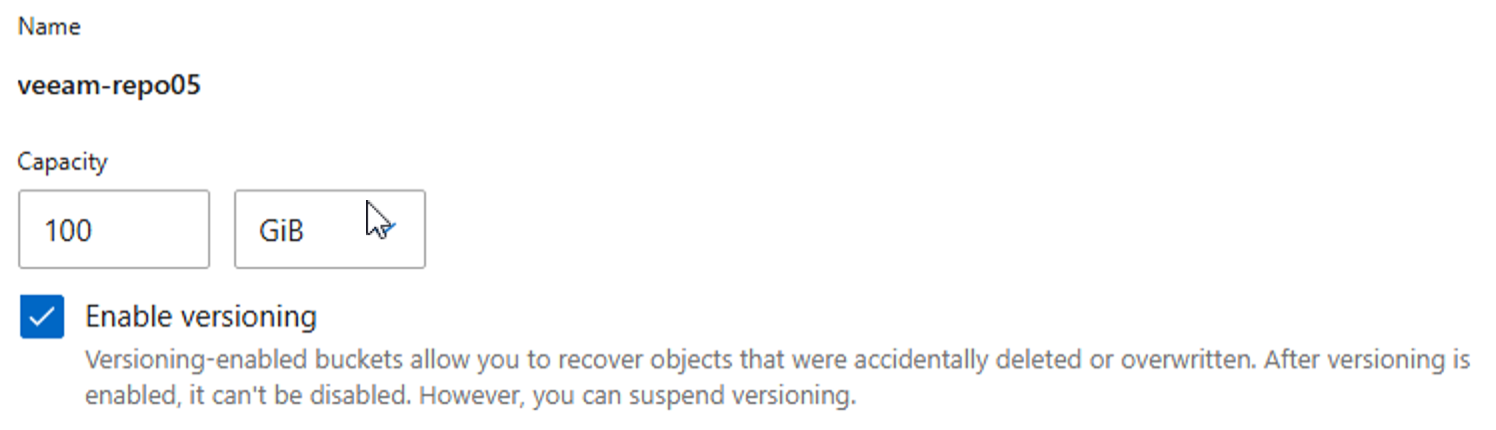 Name
veeam-repo05
Capacity
100 GiB
Enable versioning
Versioning-enabled buckets allow you to recover objects that were accidentally deleted or overwritten. After versioning is
enabled, it can't be disabled. However, you can suspend versioning.